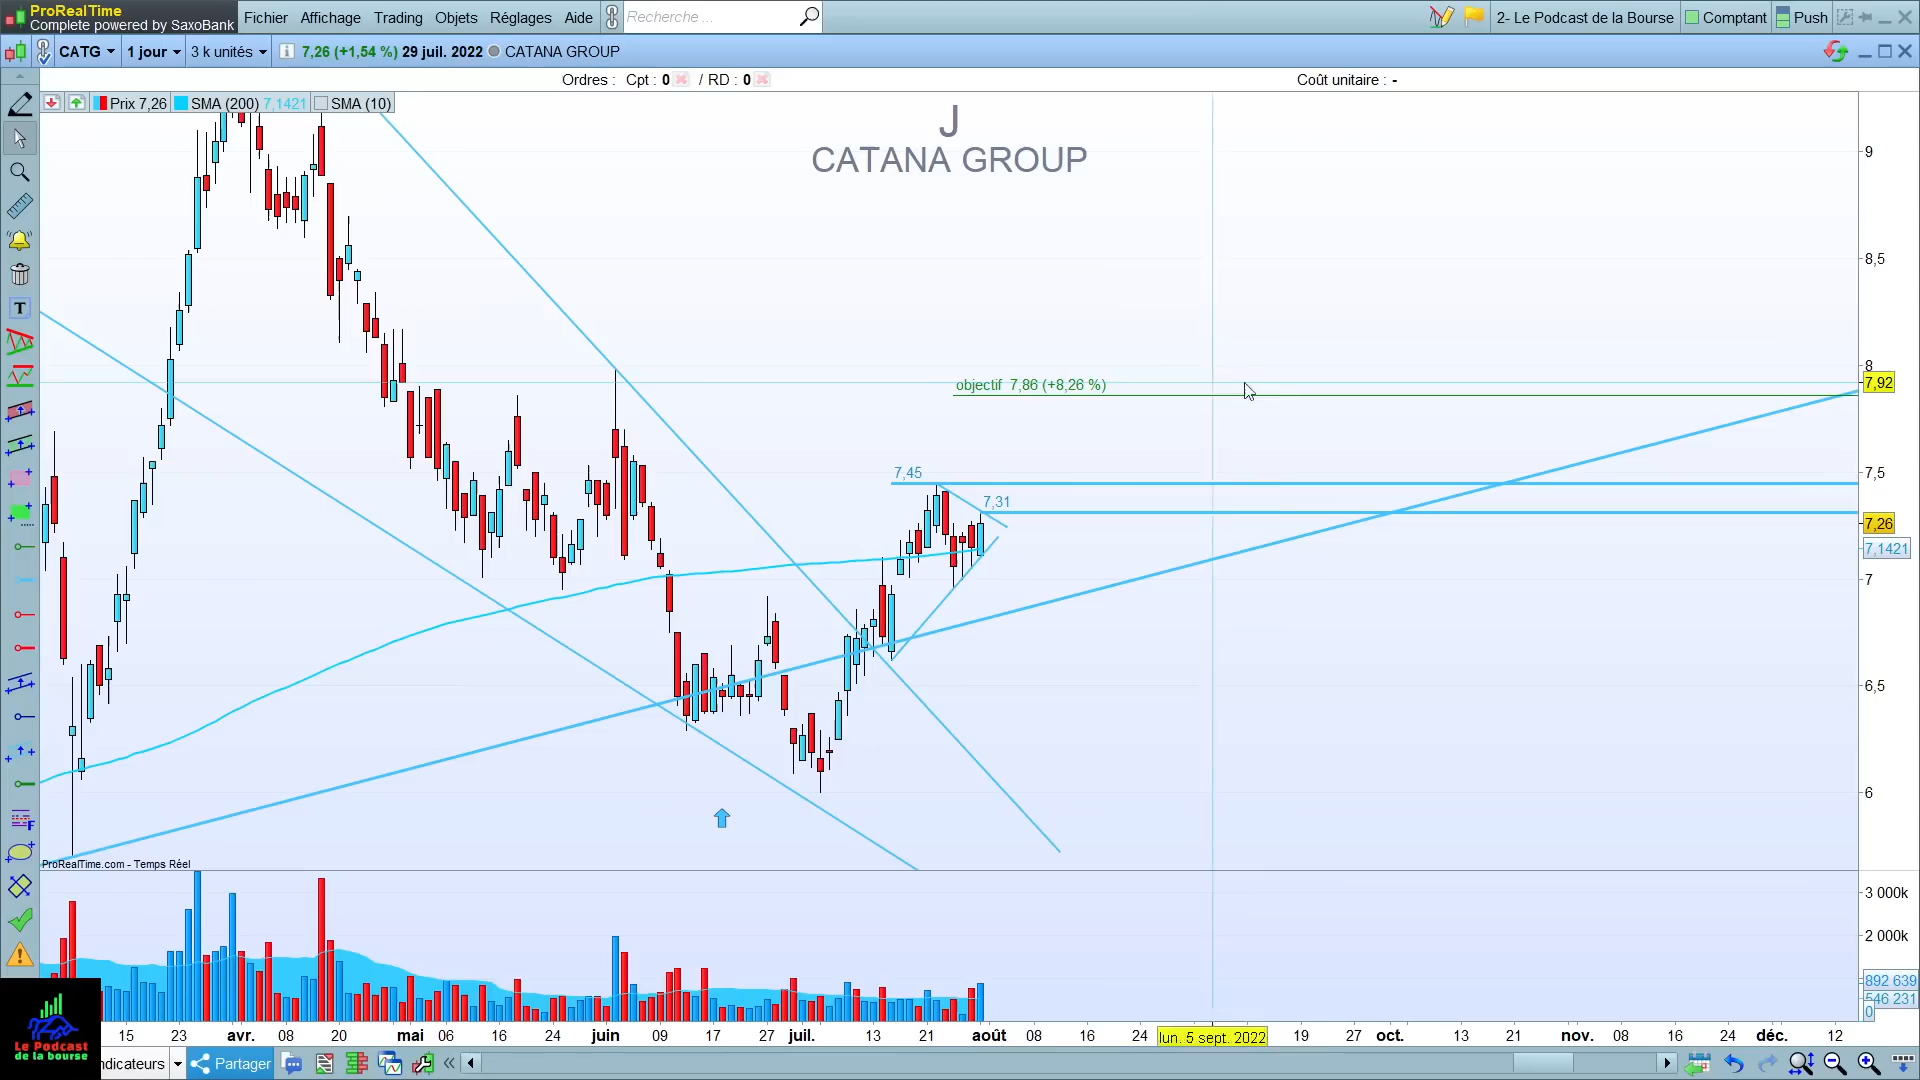 ProRealTime
Complete powered by SaxoBank
Fichier Affichage Trading Objets Réglages Aide Recherche ... 2- Le Podcast de la Bourse Comptant Push
CATG 1 jour 3 k unités 7,26 (+1,54 %) 29 juil. 2022 CATANA GROUP
Ordres : Cpt : 0 / RD : 0 Coût unitaire : -
Prix 7,26 SMA (200) 7,1421 SMA (10)
J
CATANA GROUP
9
8,5
8
objectif 7,86 (+8,26 %)
7,92
7,45
7,5
7,31
7,26
7,1421
7
6,5
6
ProRealTime.com - Temps Réel
3 000k
2 000k
892 639
546 231
0
15 23 avr. 08 20 mai 06 16 27 juin 09 17 27 juil. 13 21 août 08 16 24 lun. 5 sept. 2022 19 27 oct. 13 21 nov. 08 16 24 déc. 12
Le Podcast
de la bourse
ndicateurs Partager